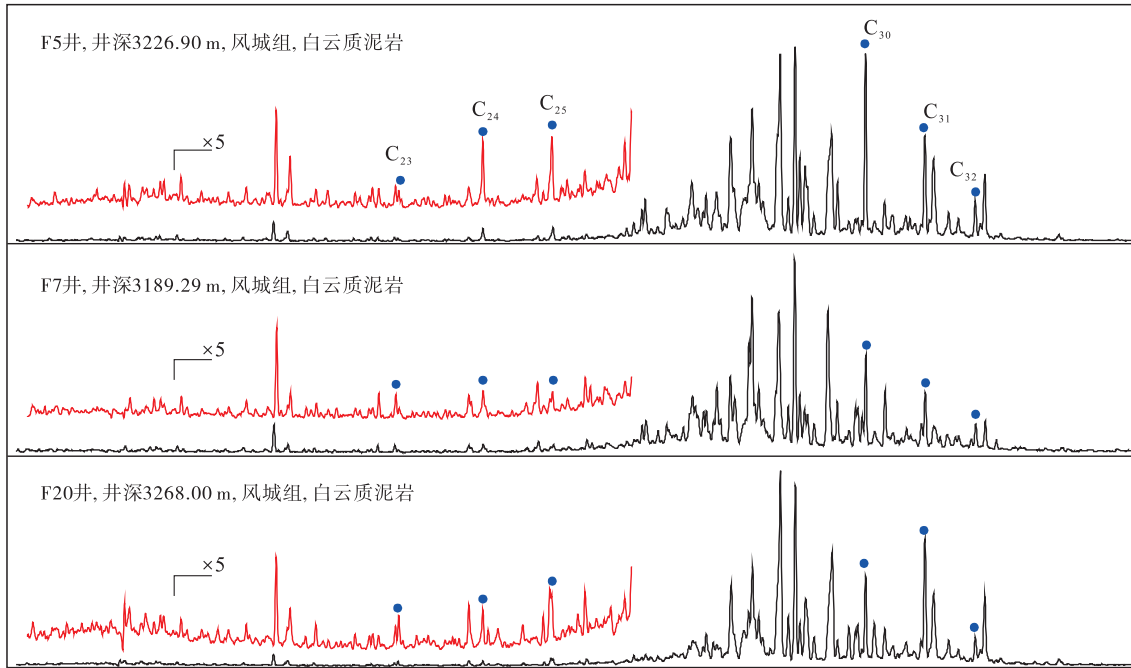 F5井, 井深3226.90 m, 风城组, 白云质泥岩
C30
C24
C25
C31
×5
C23
C32
F7井, 井深3189.29 m, 风城组, 白云质泥岩
×5
F20井, 井深3268.00 m, 风城组, 白云质泥岩
×5